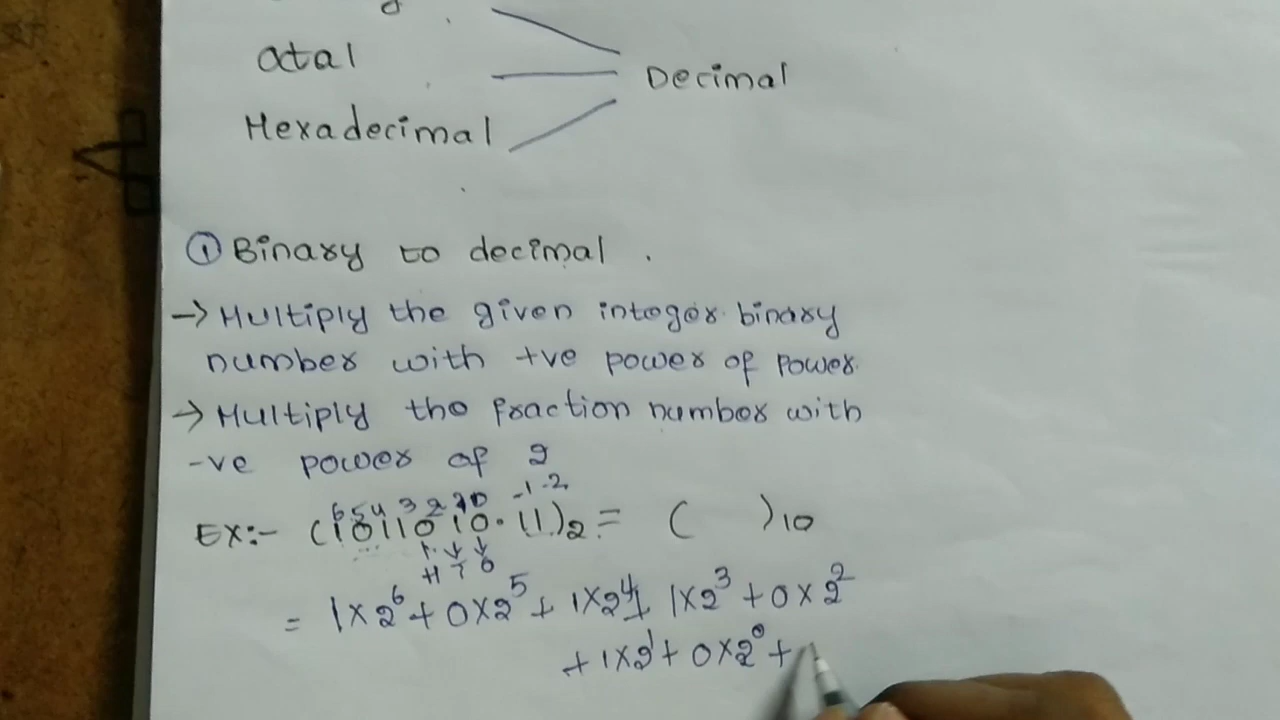 Octal
Decimal
Hexadecimal
① Binary to decimal.
→ Multiply the given integer binary
number with +ve power of power.
→ Multiply the fraction number with
-ve power of 2
6 5 4 3 2 1 0 -1 -2
Ex:- (1011010.11)₂ = ( )₁₀
H T O
= 1×2⁶ + 0×2⁵ + 1×2⁴ + 1×2³ + 0×2²
+ 1×2¹ + 0×2⁰ +